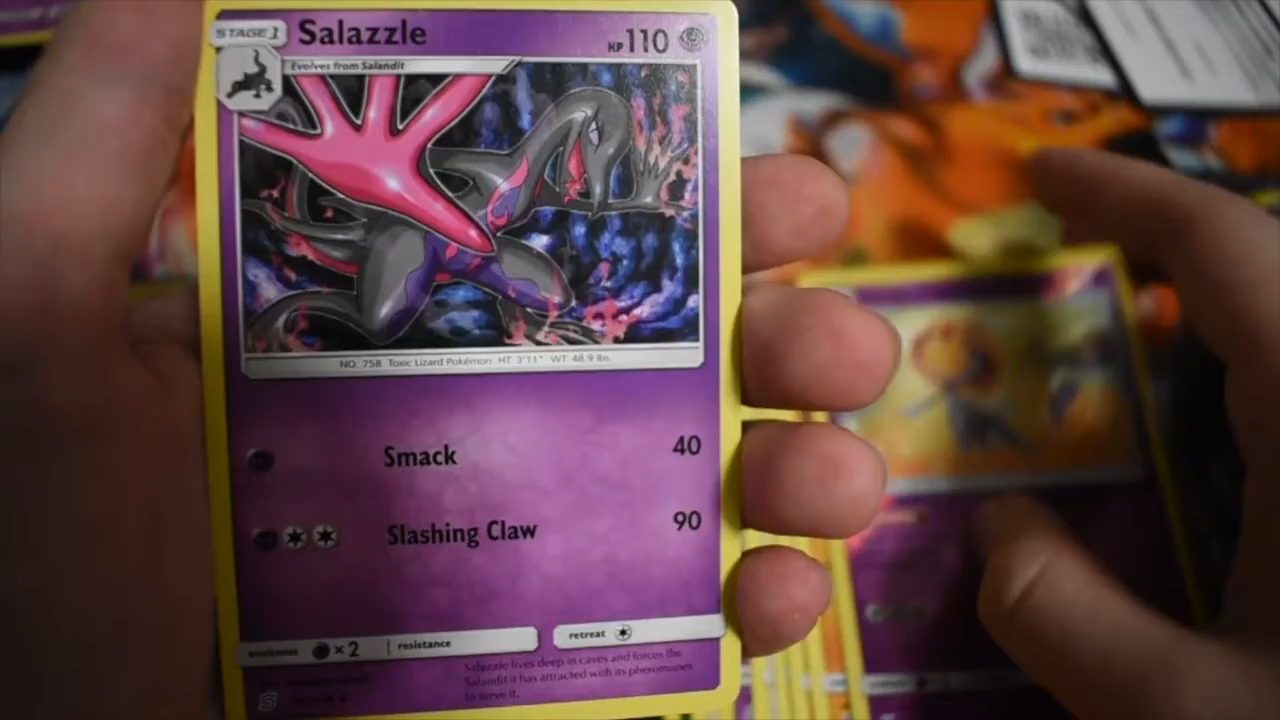 STAGE 1
Salazzle
HP 110
Evolves from Salandit
NO. 758 Toxic Lizard Pokémon HT: 3'11" WT: 48.9 lbs.
Smack 40
Slashing Claw 90
weakness ×2 resistance retreat
Salazzle lives deep in caves and forces the
Salandit it has attracted with its pheromones
to serve it.